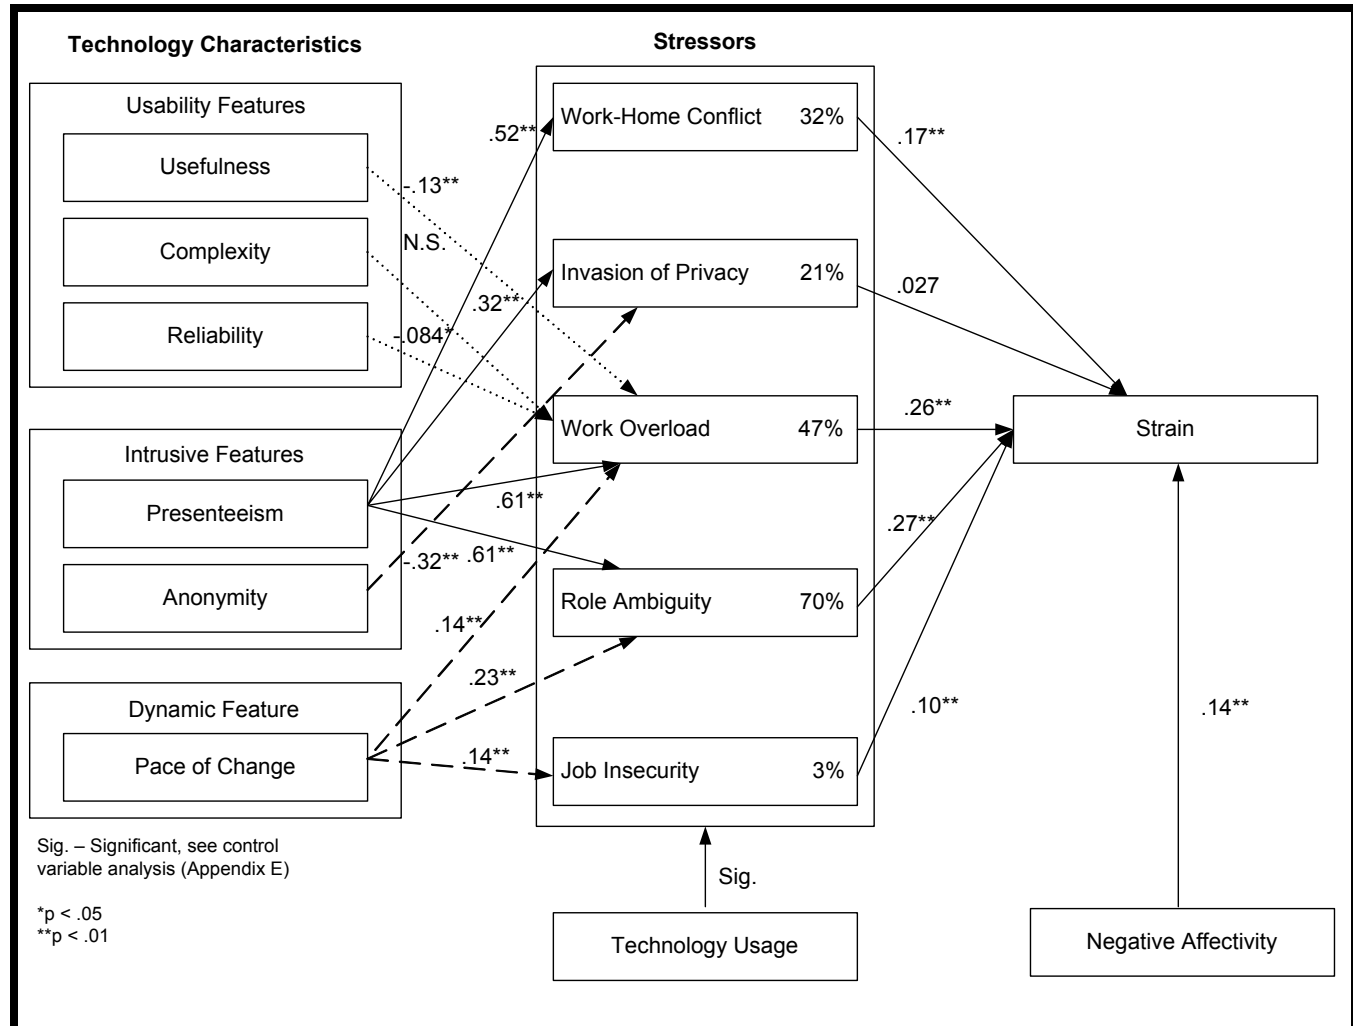 Technology Characteristics
Stressors
Usability Features
Usefulness
Complexity
Reliability
Intrusive Features
Presenteeism
Anonymity
Dynamic Feature
Pace of Change
.52**
-.13**
N.S.
.32**
-.084*
.61**
-.32**
.61**
.14**
.23**
.14**
Work-Home Conflict 32%
Invasion of Privacy 21%
Work Overload 47%
Role Ambiguity 70%
Job Insecurity 3%
.17**
.027
.26**
.27**
.10**
Strain
.14**
Sig.
Technology Usage
Negative Affectivity
Sig. – Significant, see control
variable analysis (Appendix E)
*p < .05
**p < .01